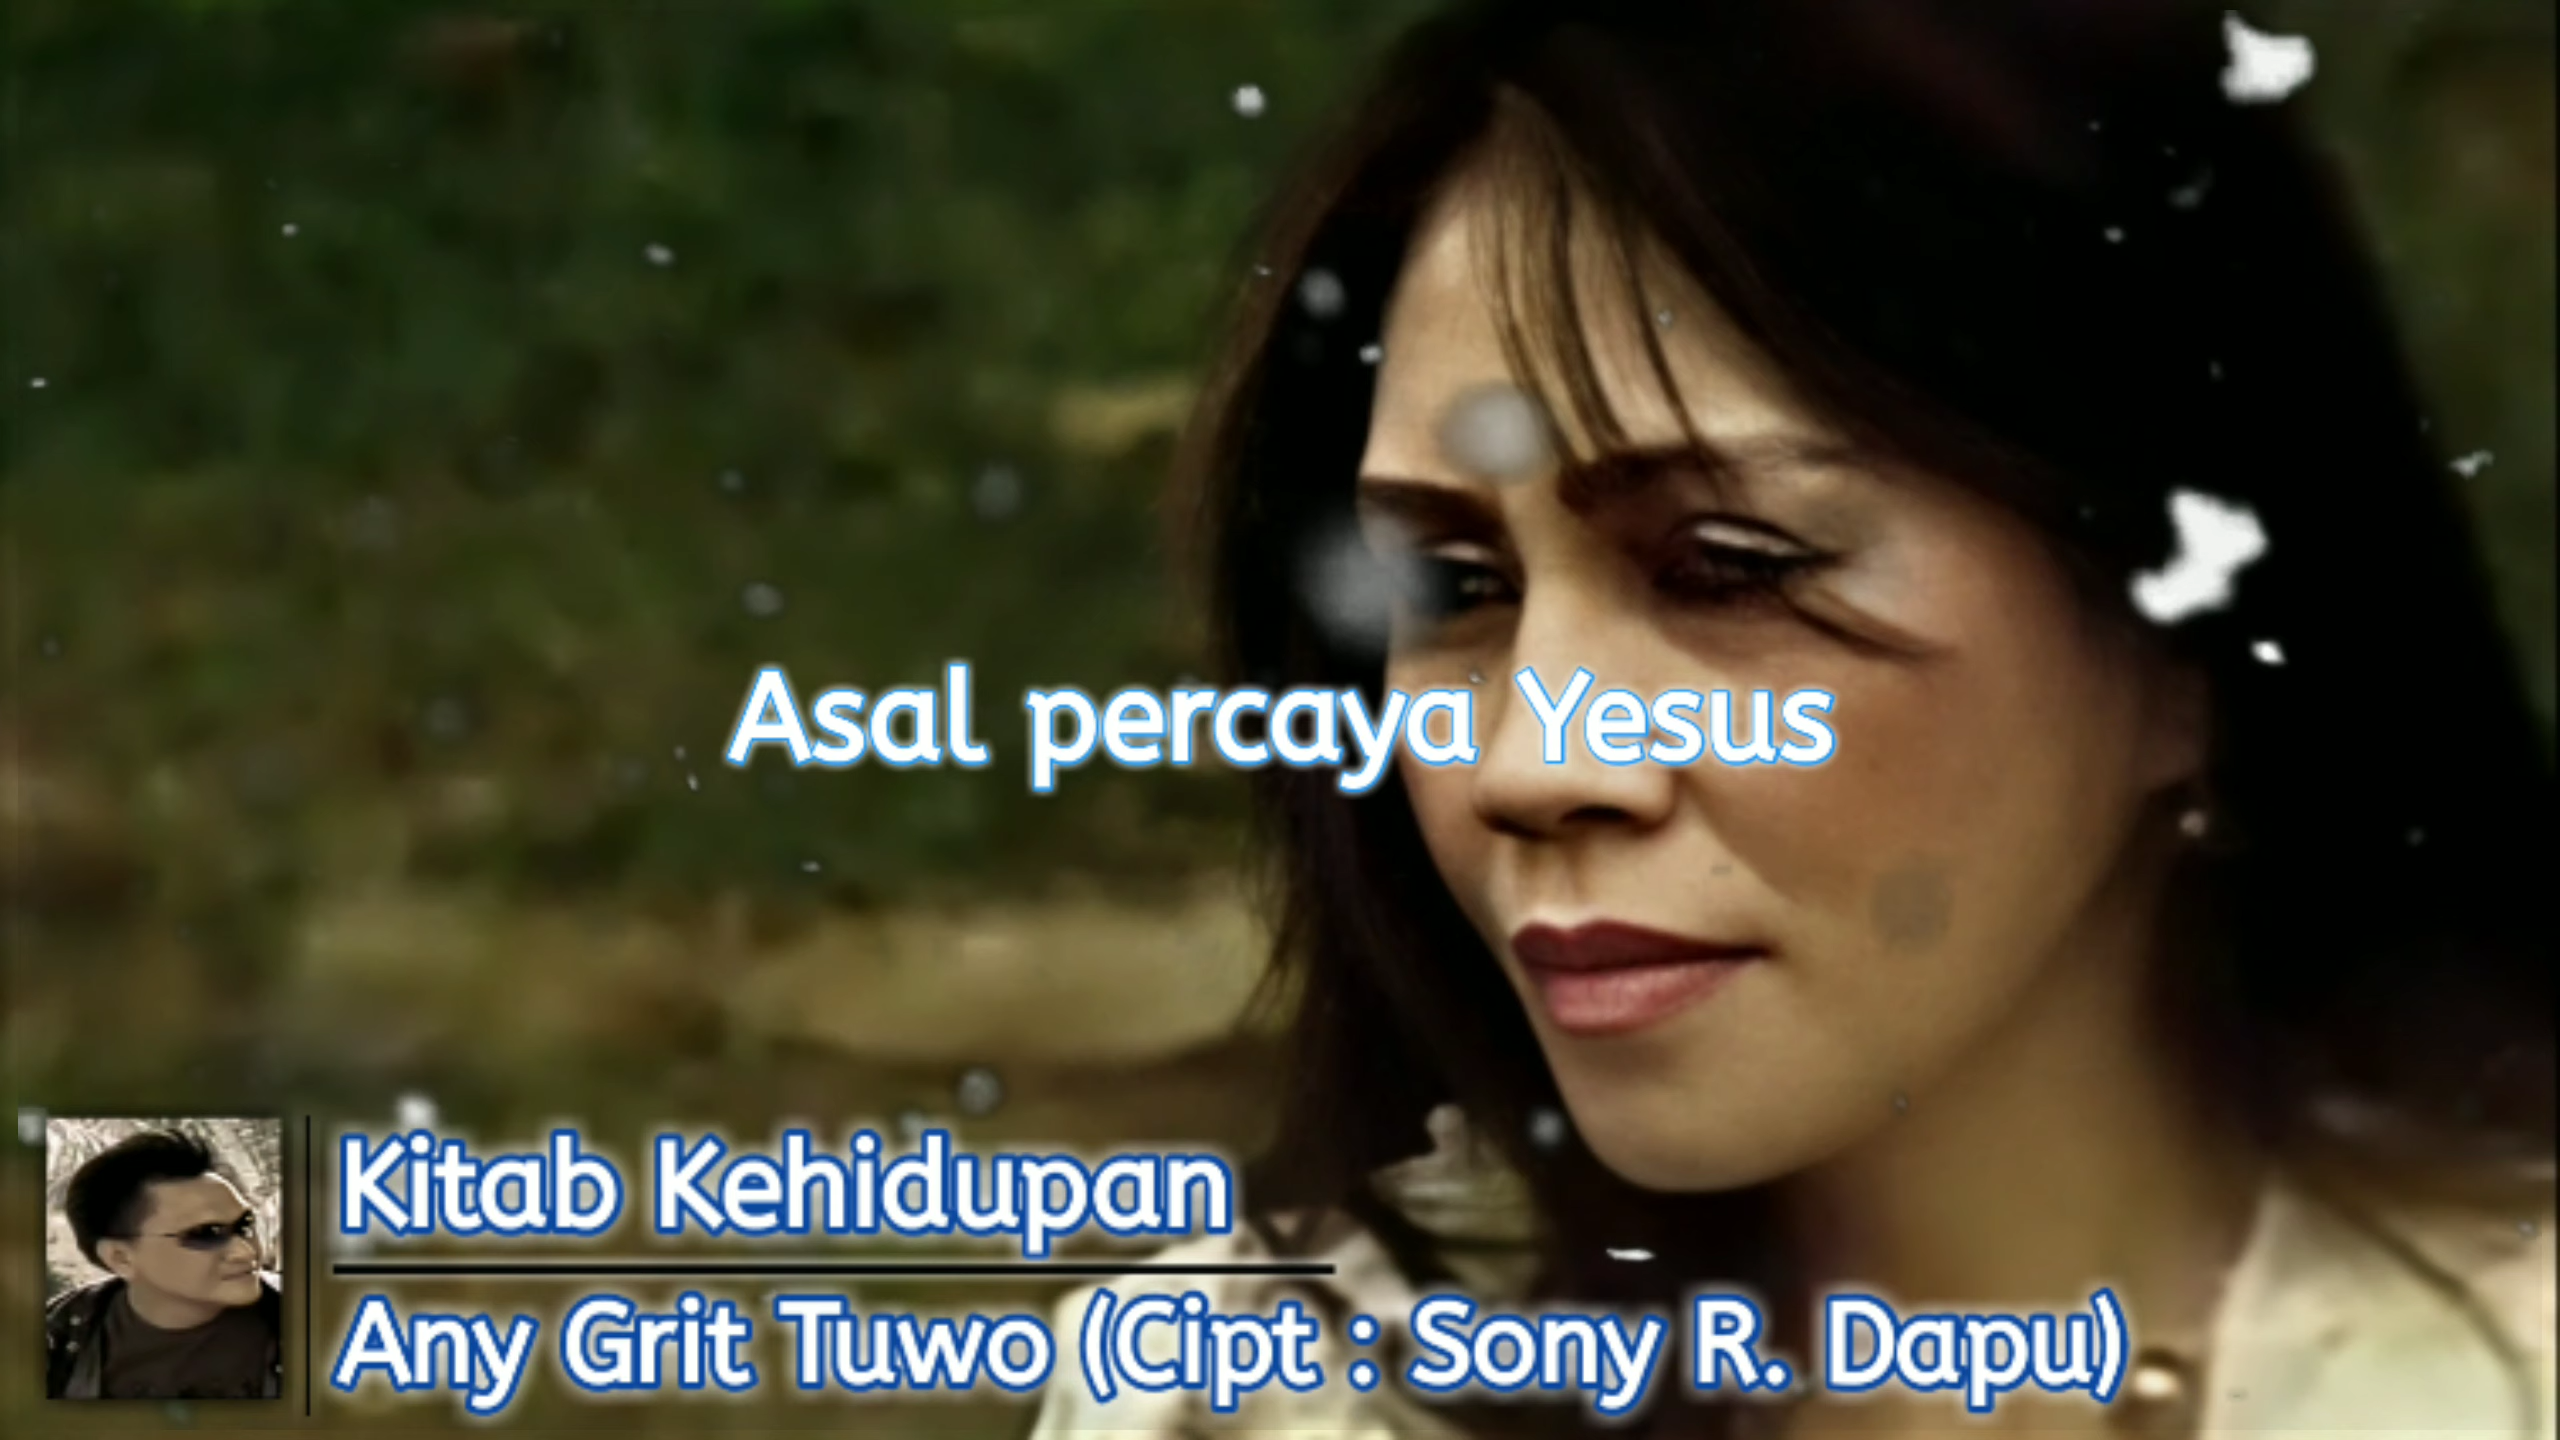 Asal percaya Yesus
Kitab Kehidupan
Any Grit Tuwo (Cipt : Sony R. Dapu)